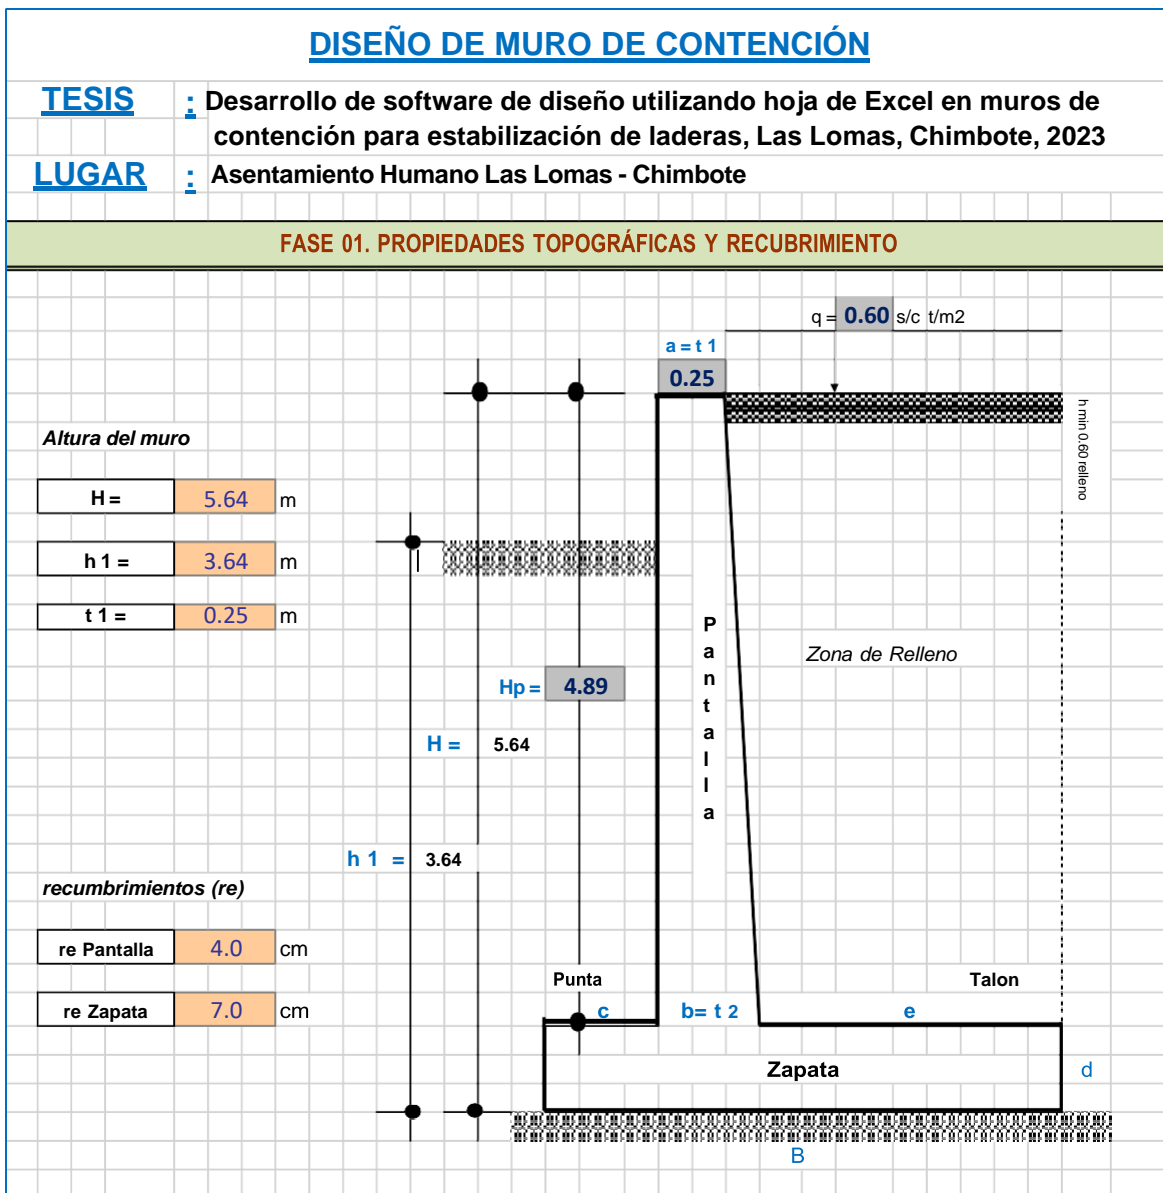 DISEÑO DE MURO DE CONTENCIÓN
TESIS : Desarrollo de software de diseño utilizando hoja de Excel en muros de
contención para estabilización de laderas, Las Lomas, Chimbote, 2023
LUGAR : Asentamiento Humano Las Lomas - Chimbote
FASE 01. PROPIEDADES TOPOGRÁFICAS Y RECUBRIMIENTO
q = 0.60 s/c t/m2
a = t 1
0.25
h min 0.60 relleno
Altura del muro
H = 5.64 m
h 1 = 3.64 m
t 1 = 0.25 m
Pantalla
Zona de Relleno
Hp = 4.89
H = 5.64
h 1 = 3.64
recumbrimientos (re)
re Pantalla 4.0 cm
re Zapata 7.0 cm
Punta
Talon
c
b= t 2
e
Zapata
d
B